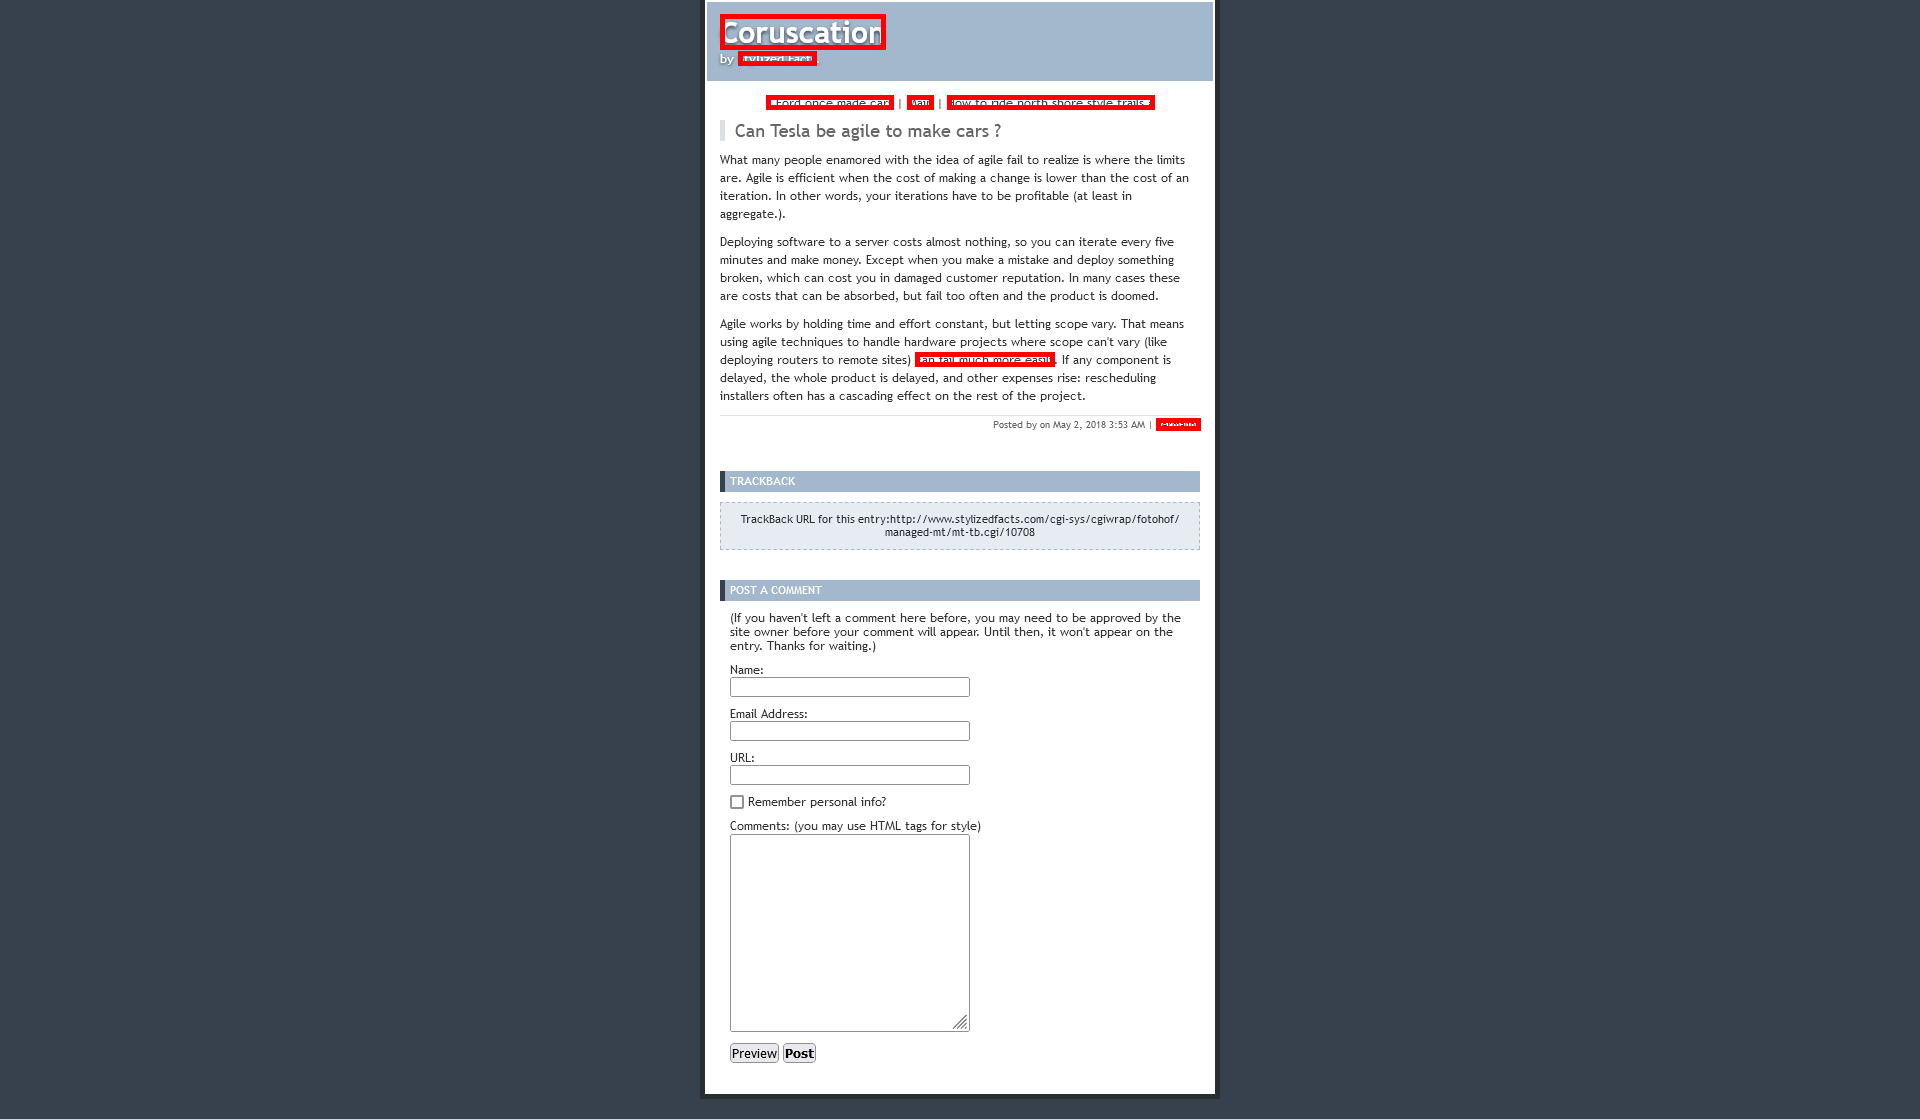 Coruscation
by Stylized Facts.
« Ford once made cars | Main | How to ride north shore style trails »
Can Tesla be agile to make cars ?
What many people enamored with the idea of agile fail to realize is where the limits
are. Agile is efficient when the cost of making a change is lower than the cost of an
iteration. In other words, your iterations have to be profitable (at least in
aggregate.).
Deploying software to a server costs almost nothing, so you can iterate every five
minutes and make money. Except when you make a mistake and deploy something
broken, which can cost you in damaged customer reputation. In many cases these
are costs that can be absorbed, but fail too often and the product is doomed.
Agile works by holding time and effort constant, but letting scope vary. That means
using agile techniques to handle hardware projects where scope can't vary (like
deploying routers to remote sites) can fail much more easily. If any component is
delayed, the whole product is delayed, and other expenses rise: rescheduling
installers often has a cascading effect on the rest of the project.
Posted by on May 2, 2018 3:53 AM |
TRACKBACK
TrackBack URL for this entry:http://www.stylizedfacts.com/cgi-sys/cgiwrap/fotohof/
managed-mt/mt-tb.cgi/10708
POST A COMMENT
(If you haven't left a comment here before, you may need to be approved by the
site owner before your comment will appear. Until then, it won't appear on the
entry. Thanks for waiting.)
Name:
Email Address:
URL:
Remember personal info?
Comments: (you may use HTML tags for style)
Preview Post